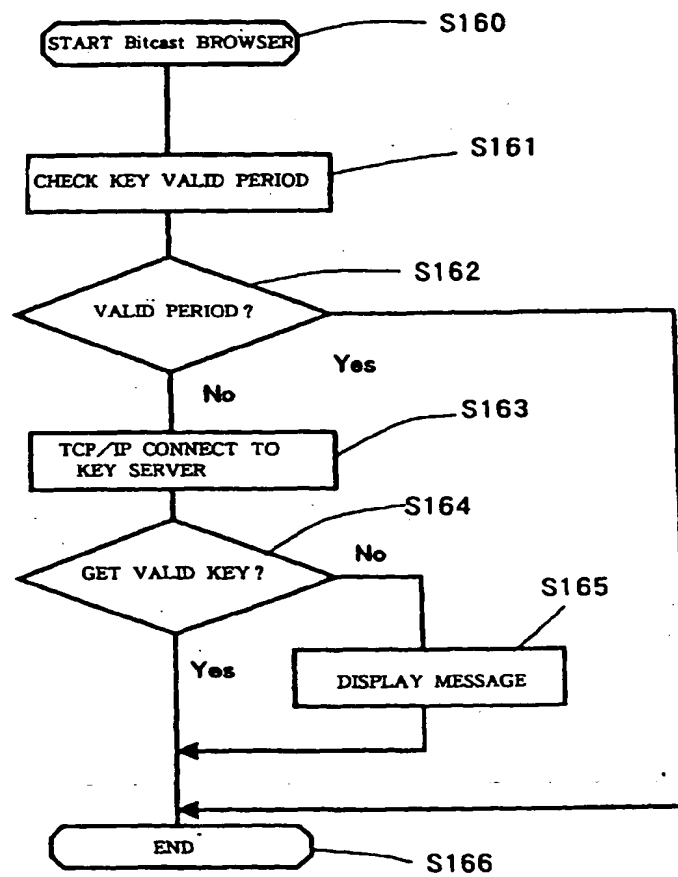 S160
START Bitcast BROWSER
S161
CHECK KEY VALID PERIOD
S162
VALID PERIOD?
Yes
No
S163
TCP/IP CONNECT TO
KEY SERVER
S164
GET VALID KEY?
No
S165
Yes
DISPLAY MESSAGE
END
S166